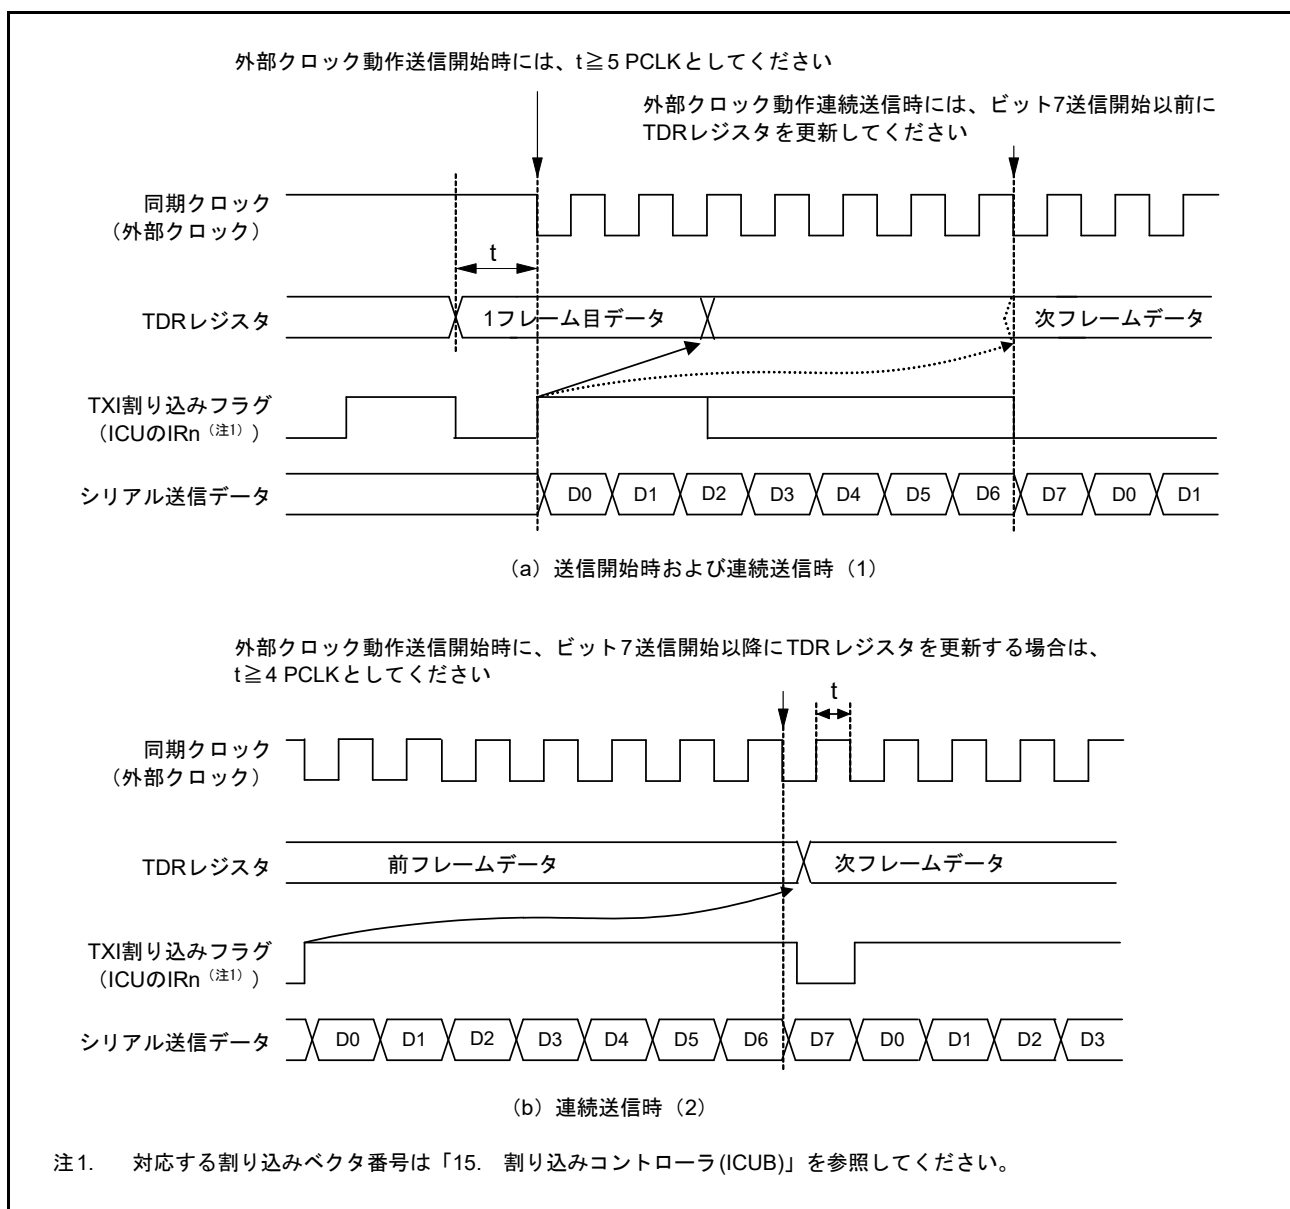 外部クロック動作送信開始時には、t≧5 PCLKとしてください
外部クロック動作連続送信時には、ビット7送信開始以前に
TDRレジスタを更新してください
同期クロック
（外部クロック）
t
TDRレジスタ
1フレーム目データ
次フレームデータ
TXI割り込みフラグ
（ICUのIRn（注1））
シリアル送信データ
D0 D1 D2 D3 D4 D5 D6 D7 D0 D1
（a）送信開始時および連続送信時（1）
外部クロック動作送信開始時に、ビット7送信開始以降にTDRレジスタを更新する場合は、
t≧4 PCLKとしてください
t
同期クロック
（外部クロック）
TDRレジスタ
前フレームデータ
次フレームデータ
TXI割り込みフラグ
（ICUのIRn（注1））
シリアル送信データ
D0 D1 D2 D3 D4 D5 D6 D7 D0 D1 D2 D3
（b）連続送信時（2）
注1. 対応する割り込みベクタ番号は「15. 割り込みコントローラ(ICUB)」を参照してください。